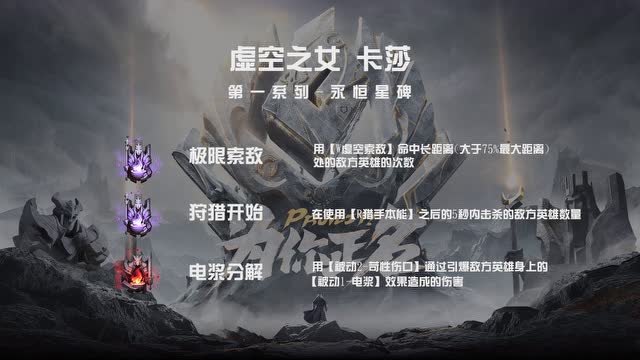 虚空之女 卡莎
第一系列 永恒星碑
极限索敌
用【W虚空索敌】命中长距离(大于75%最大距离)
处的敌方英雄的次数
狩猎开始
在使用【R猎手本能】之后的5秒内击杀的敌方英雄数量
为你正名
电浆分解
用【被动2-苛性伤口】通过引爆敌方英雄身上的
【被动1-电浆】效果造成的伤害